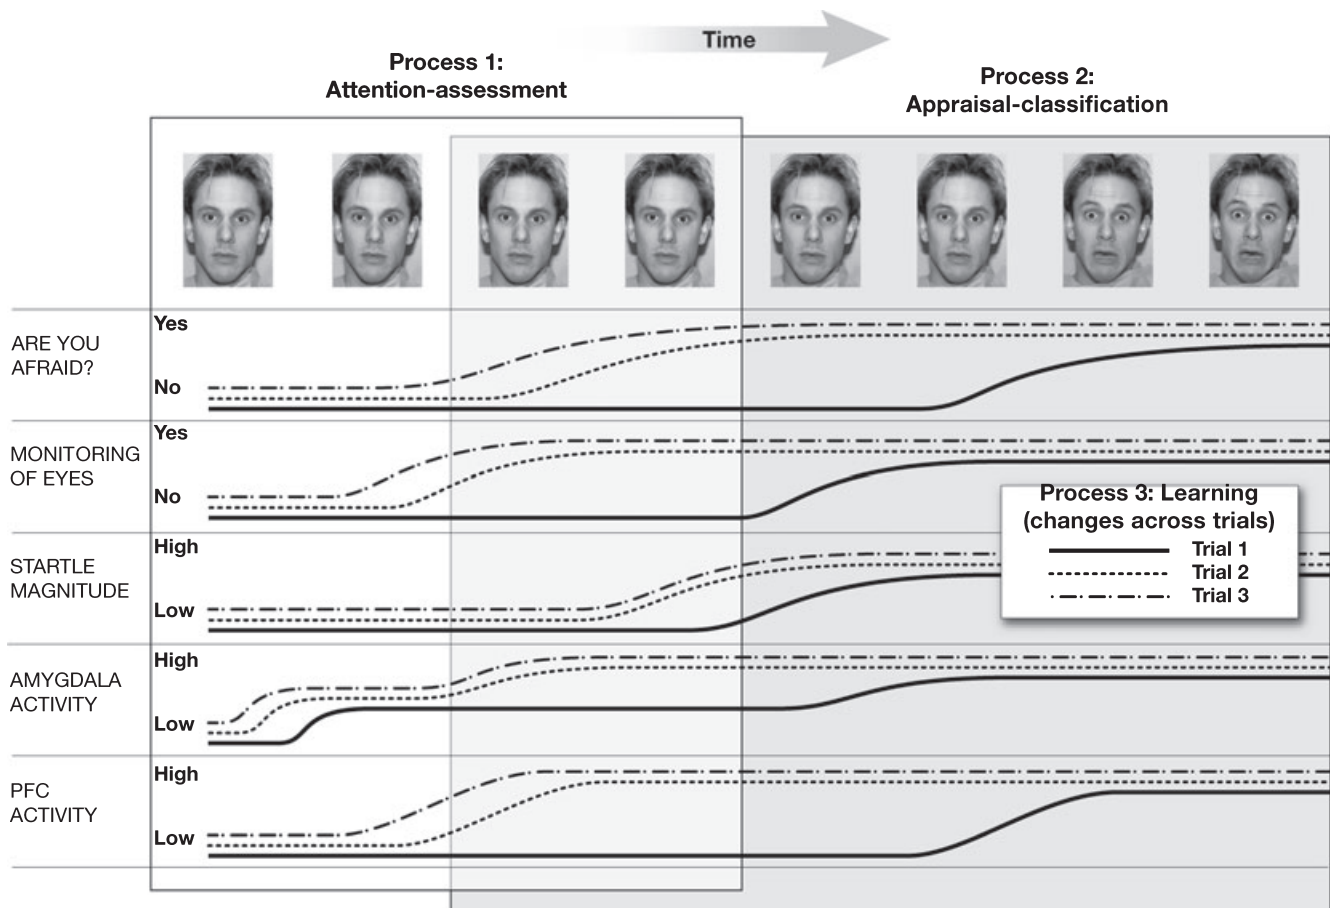 Time
Process 1:
Attention-assessment
Process 2:
Appraisal-classification
ARE YOU
AFRAID?
Yes
No
MONITORING
OF EYES
Yes
No
Process 3: Learning
(changes across trials)
Trial 1
Trial 2
Trial 3
STARTLE
MAGNITUDE
High
Low
AMYGDALA
ACTIVITY
High
Low
PFC
ACTIVITY
High
Low